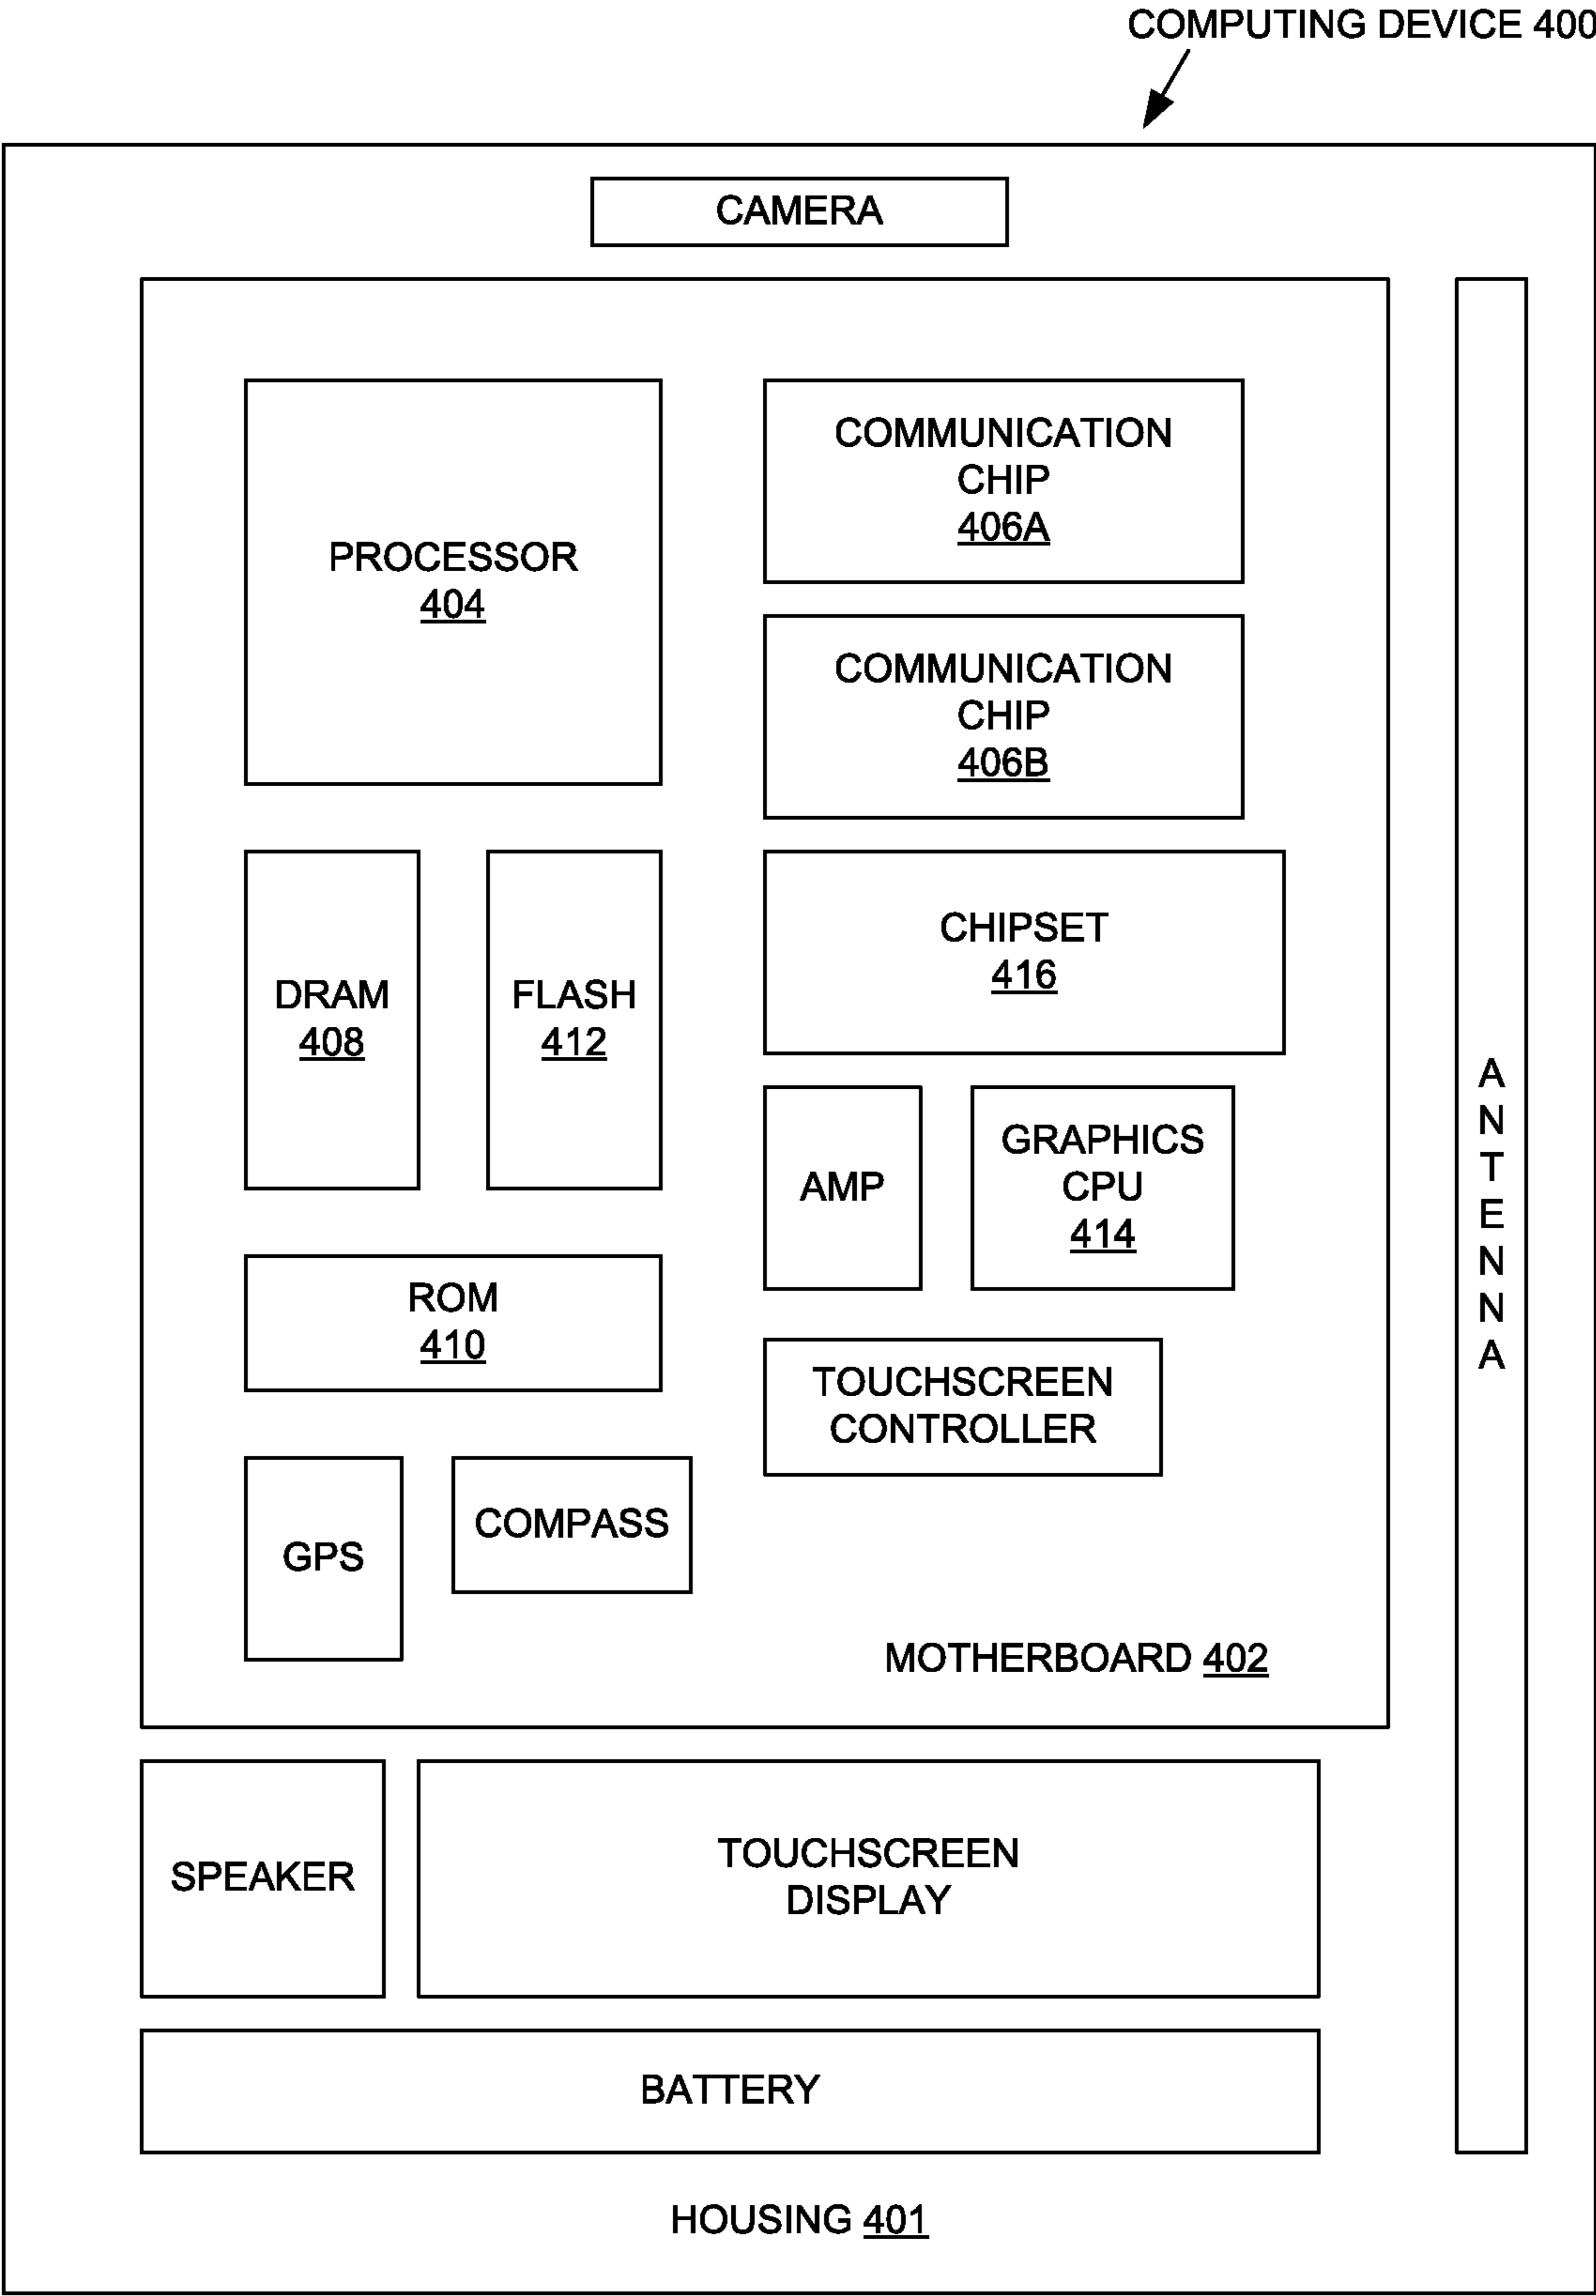 COMPUTING DEVICE 400
CAMERA
PROCESSOR
404
COMMUNICATION
CHIP
406A
COMMUNICATION
CHIP
406B
DRAM
408
FLASH
412
CHIPSET
416
AMP
GRAPHICS
CPU
414
ROM
410
TOUCHSCREEN
CONTROLLER
GPS
COMPASS
MOTHERBOARD 402
ANTENNA
SPEAKER
TOUCHSCREEN
DISPLAY
BATTERY
HOUSING 401